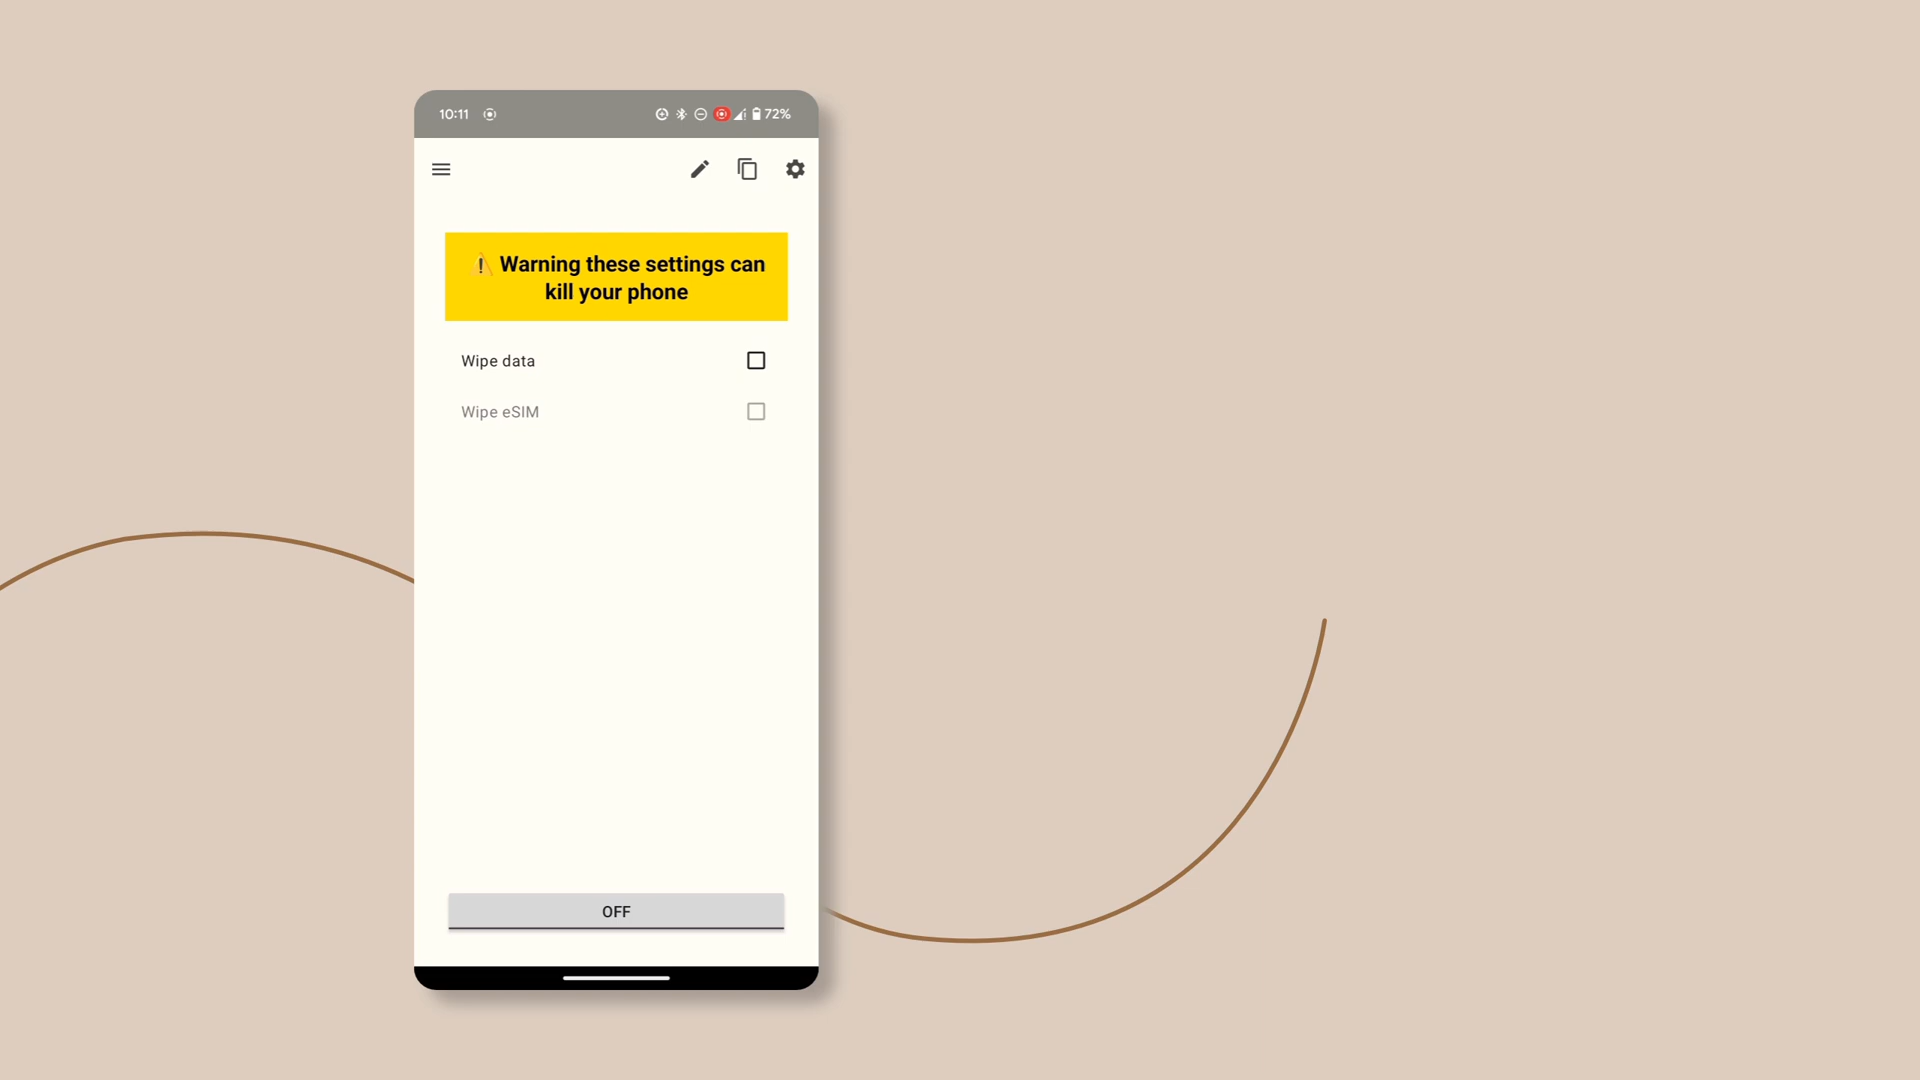 10:11 72%
⚠️ Warning these settings can
kill your phone
Wipe data
Wipe eSIM
OFF